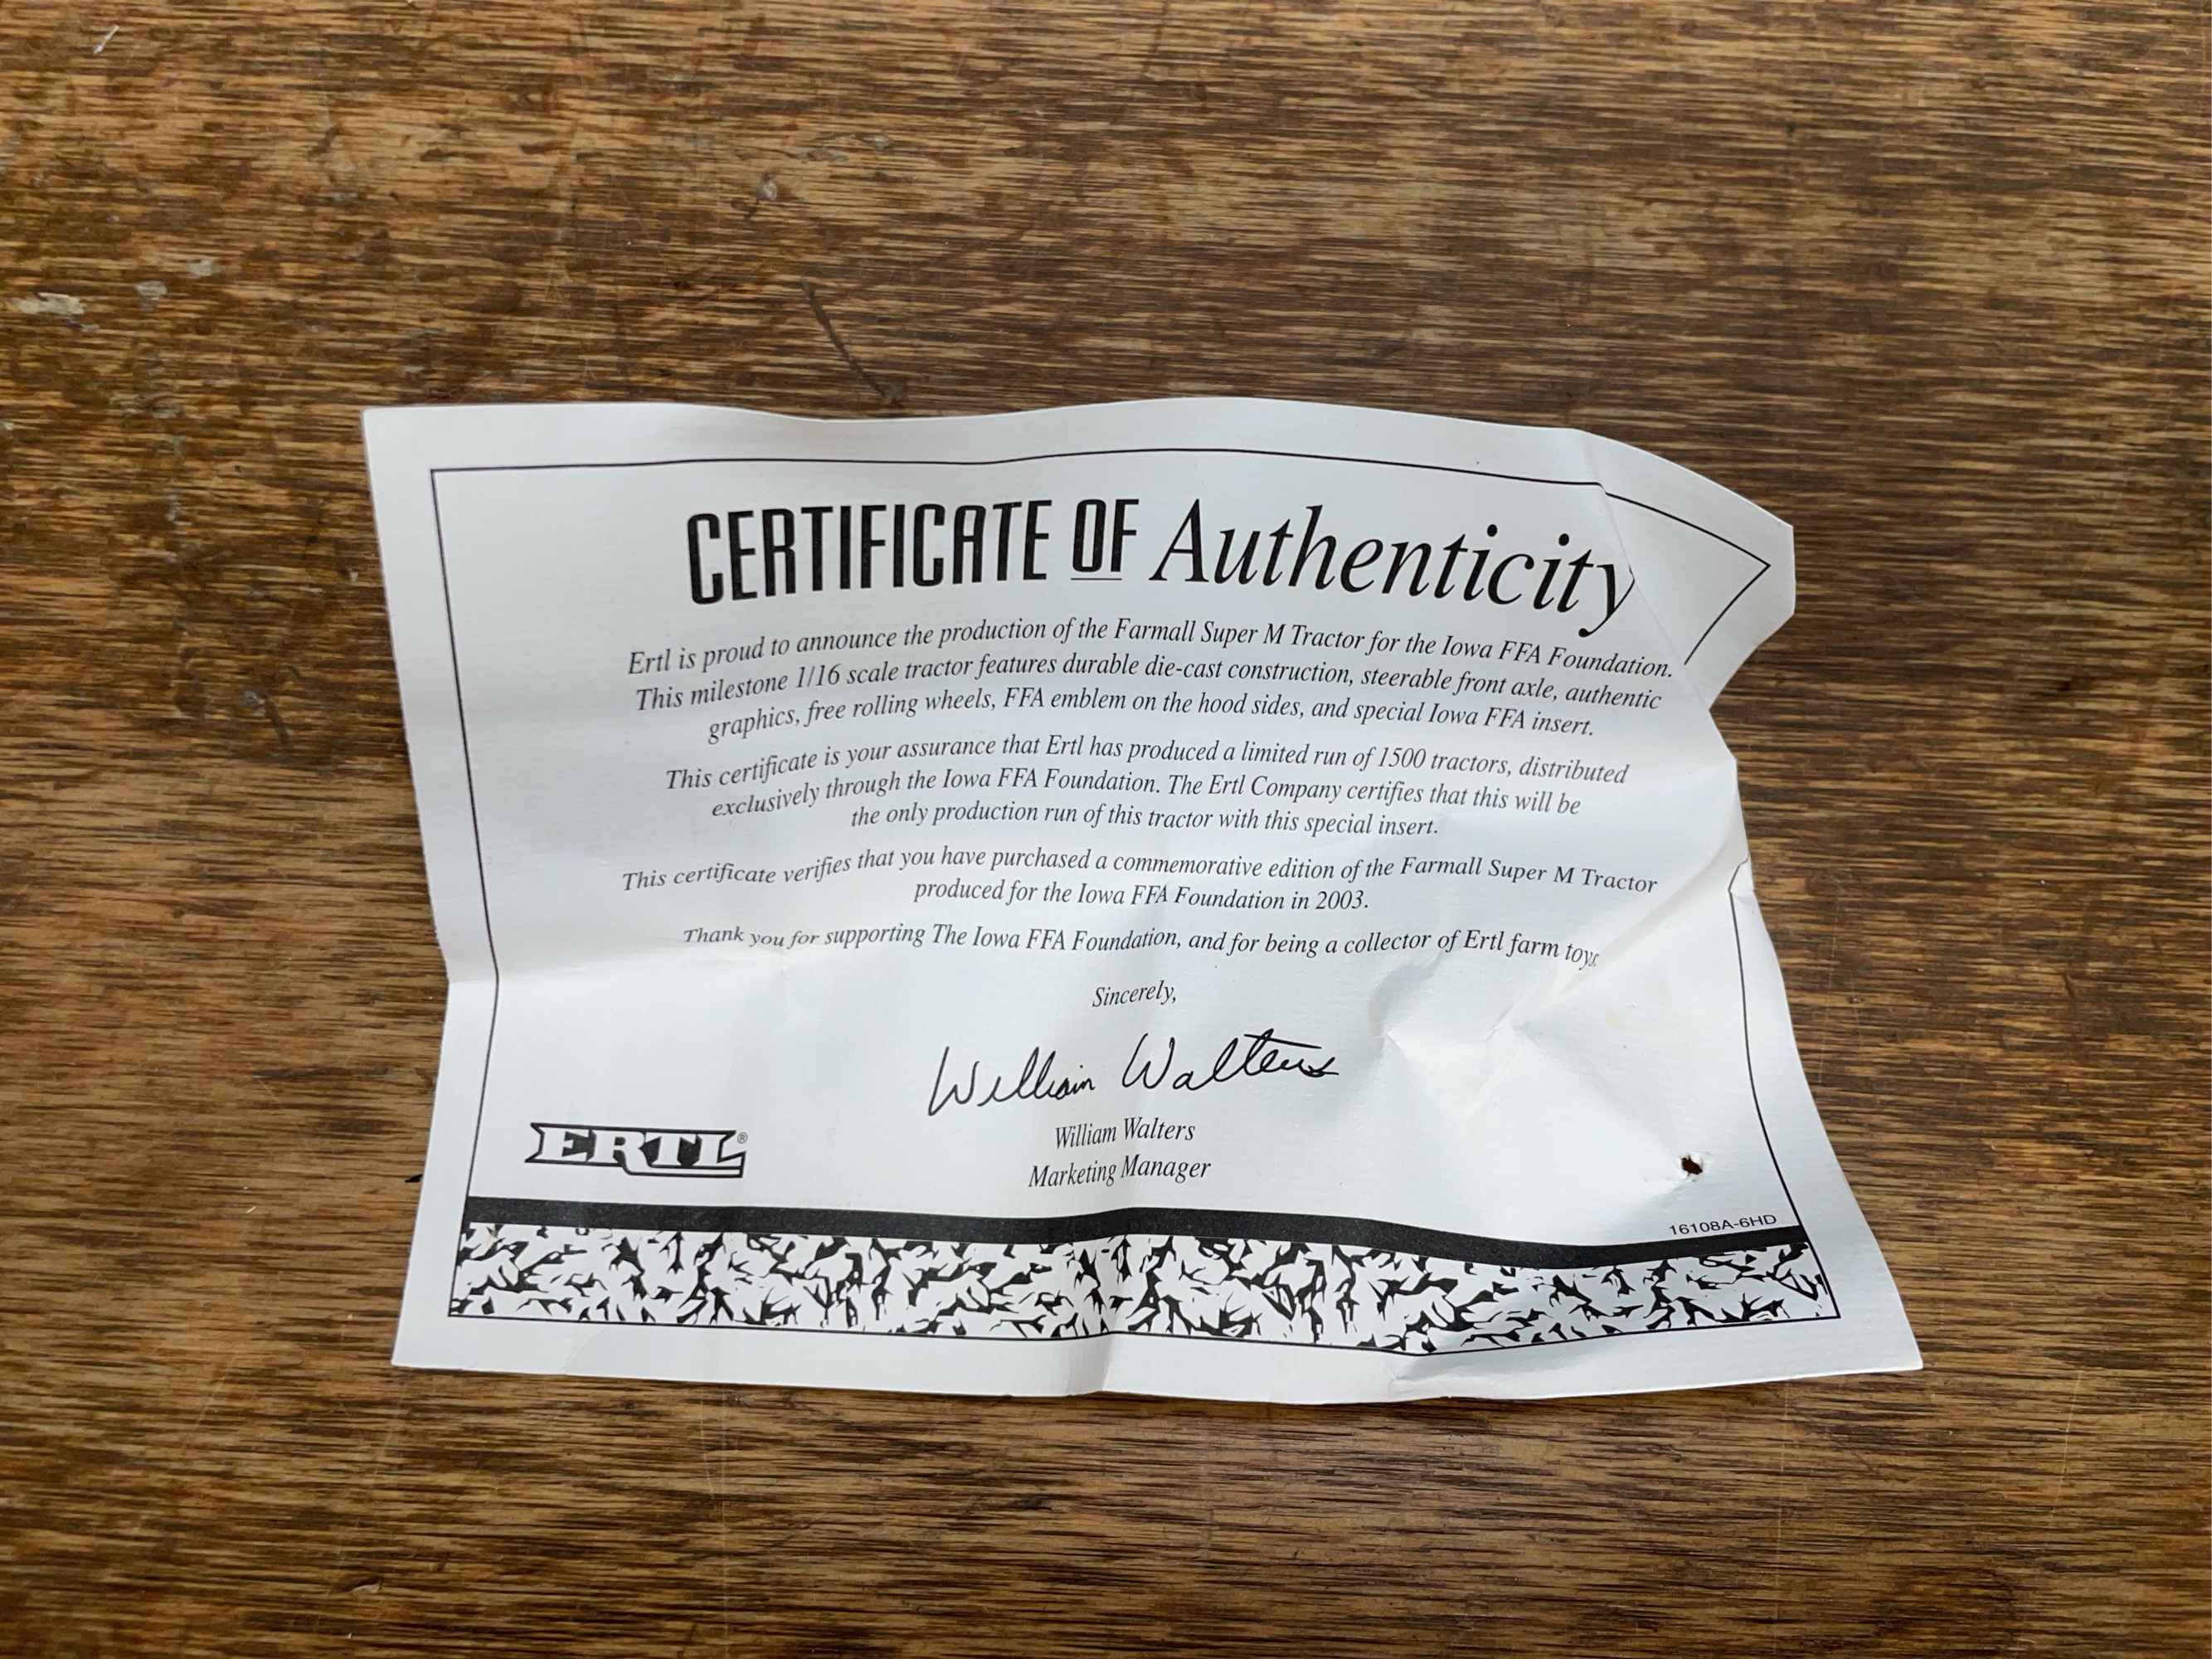 CERTIFICATE OF Authenticity
Ertl is proud to announce the production of the Farmall Super M Tractor for the Iowa FFA Foundation.
This milestone 1/16 scale tractor features durable die-cast construction, steerable front axle, authentic
graphics, free rolling wheels, FFA emblem on the hood sides, and special Iowa FFA insert.
This certificate is your assurance that Ertl has produced a limited run of 1500 tractors, distributed
exclusively through the Iowa FFA Foundation. The Ertl Company certifies that this will be
the only production run of this tractor with this special insert.
This certificate verifies that you have purchased a commemorative edition of the Farmall Super M Tractor
produced for the Iowa FFA Foundation in 2003.
Thank you for supporting The Iowa FFA Foundation, and for being a collector of Ertl farm toys.
Sincerely,
William Walters
William Walters
Marketing Manager
ERTL®
16108A-6HD